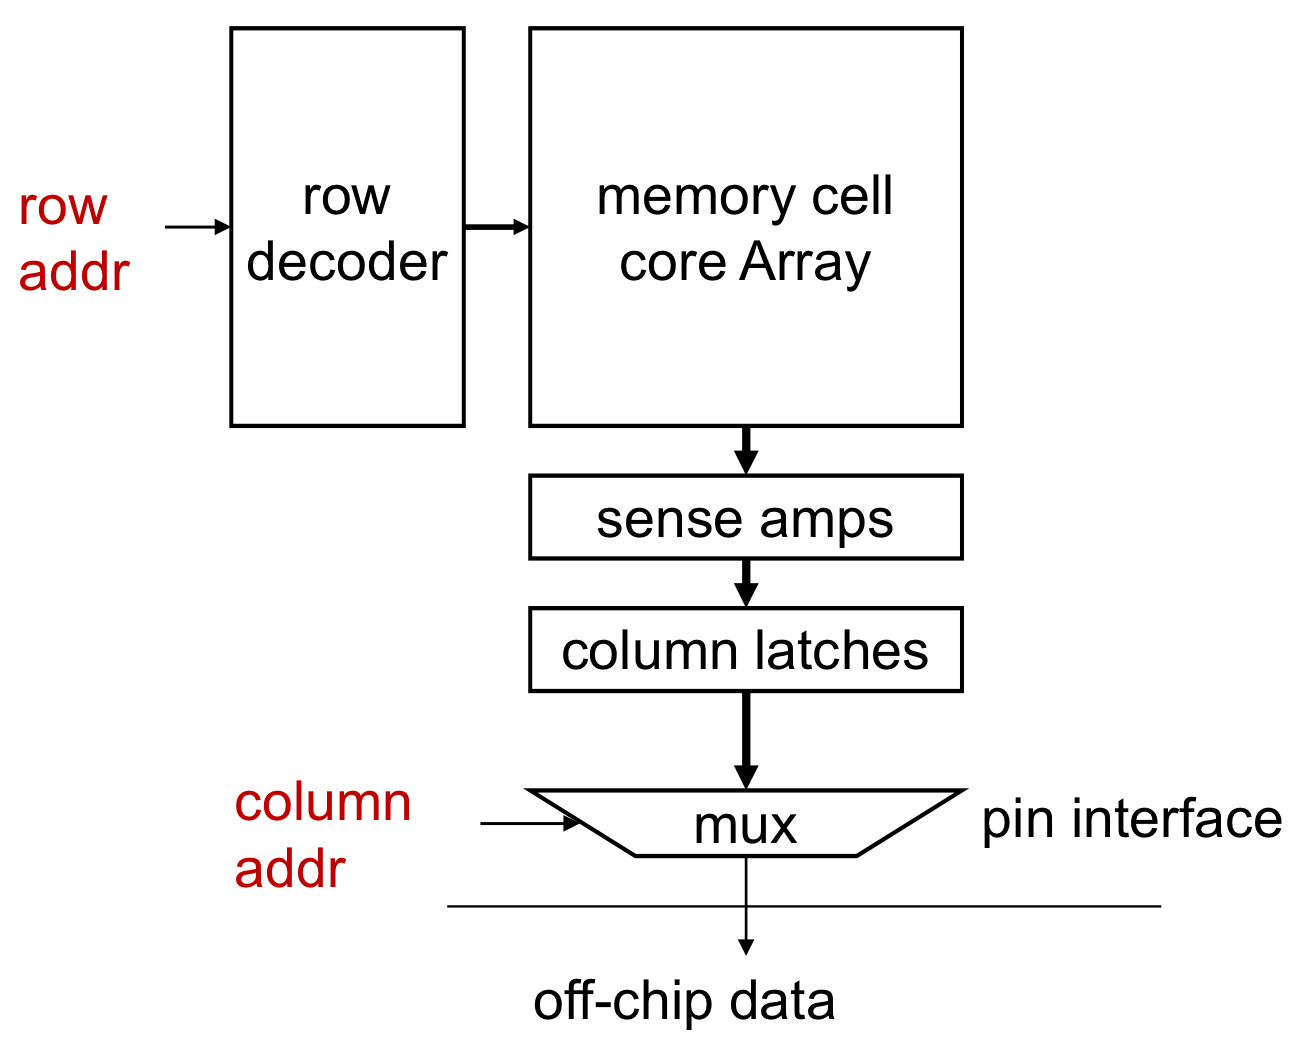 row
addr
row
decoder
memory cell
core Array
sense amps
column latches
column
addr
mux
pin interface
off-chip data